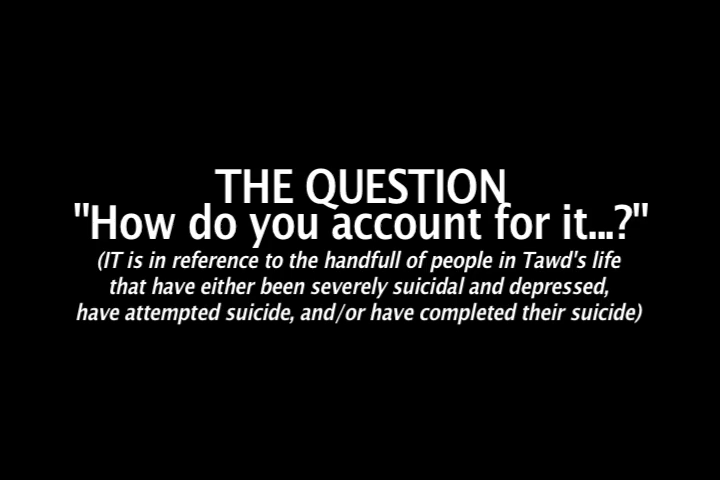 THE QUESTION
"How do you account for it...?"
(IT is in reference to the handfull of people in Tawd's life
that have either been severely suicidal and depressed,
have attempted suicide, and/or have completed their suicide)